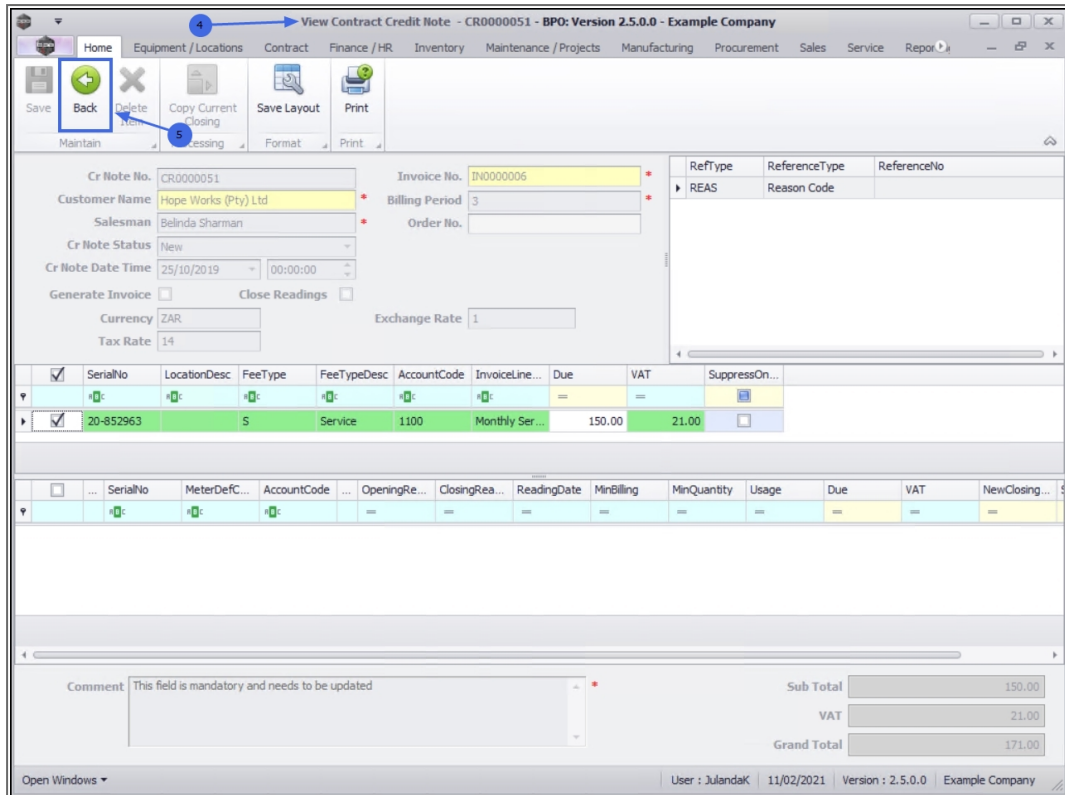 4
View Contract Credit Note - CR0000051 - BPO: Version 2.5.0.0 - Example Company
Home Equipment / Locations Contract Finance / HR Inventory Maintenance / Projects Manufacturing Procurement Sales Service Repor
Save Back Delete Copy Current Closing Save Layout Print
5
Maintain Format Print
Cr Note No. CR0000051 Invoice No. IN0000006 *
Customer Name Hope Works (Pty) Ltd * Billing Period 3 *
Salesman Belinda Sharman * Order No.
Cr Note Status New
Cr Note Date Time 25/10/2019 00:00:00
Generate Invoice Close Readings
Currency ZAR Exchange Rate 1
Tax Rate 14
RefType ReferenceType ReferenceNo
REAS Reason Code
SerialNo LocationDesc FeeType FeeTypeDesc AccountCode InvoiceLine... Due VAT SuppressOn...
20-852963 S Service 1100 Monthly Ser... 150.00 21.00
... SerialNo MeterDefC... AccountCode ... OpeningRe... ClosingRea... ReadingDate MinBilling MinQuantity Usage Due VAT NewClosing...
Comment This field is mandatory and needs to be updated *
Sub Total 150.00
VAT 21.00
Grand Total 171.00
Open Windows User : JulandaK 11/02/2021 Version : 2.5.0.0 Example Company